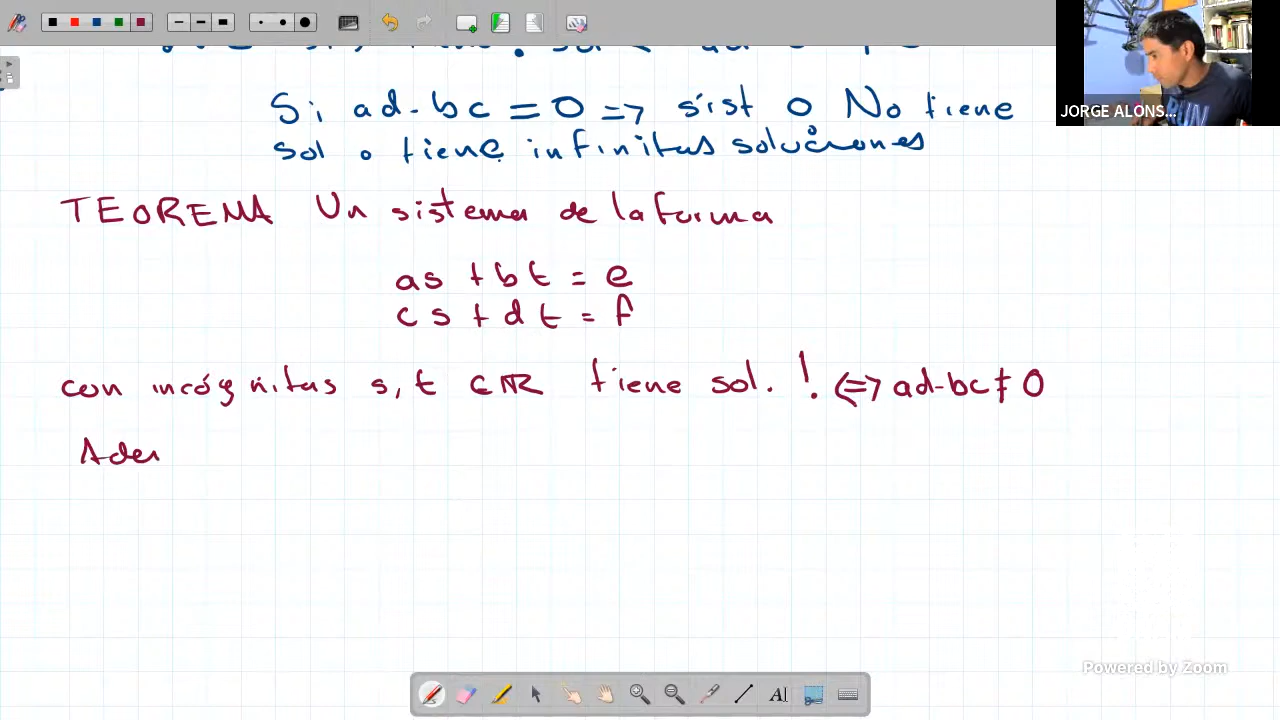 JORGE ALONS...
Si ad-bc = 0 => sist o No tiene
sol o tiene infinitas soluciones
TEOREMA Un sistema de la forma
as + bt = e
cs + dt = f
con incógnitas s, t ∈ ℝ tiene sol. ! <=> ad-bc ≠ 0
Adem
Powered by Zoom